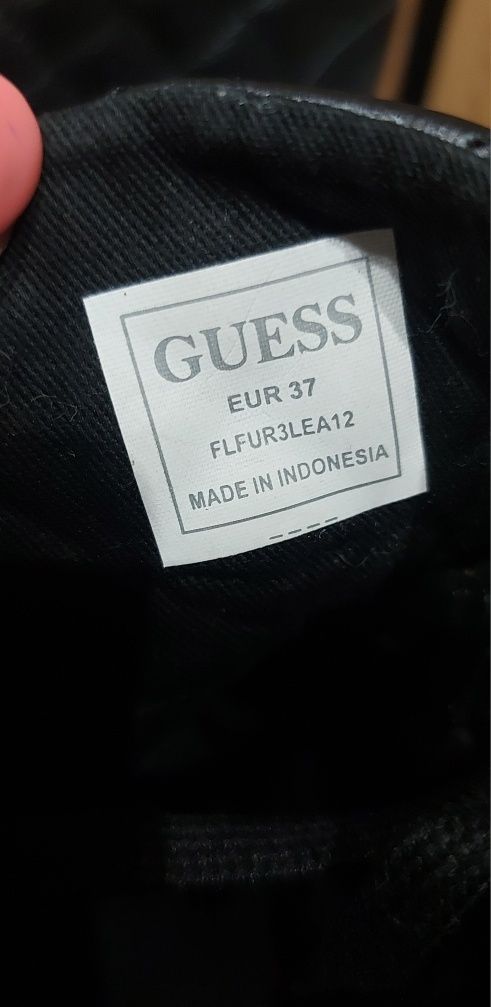 GUESS
EUR 37
FLFUR3LEA12
MADE IN INDONESIA